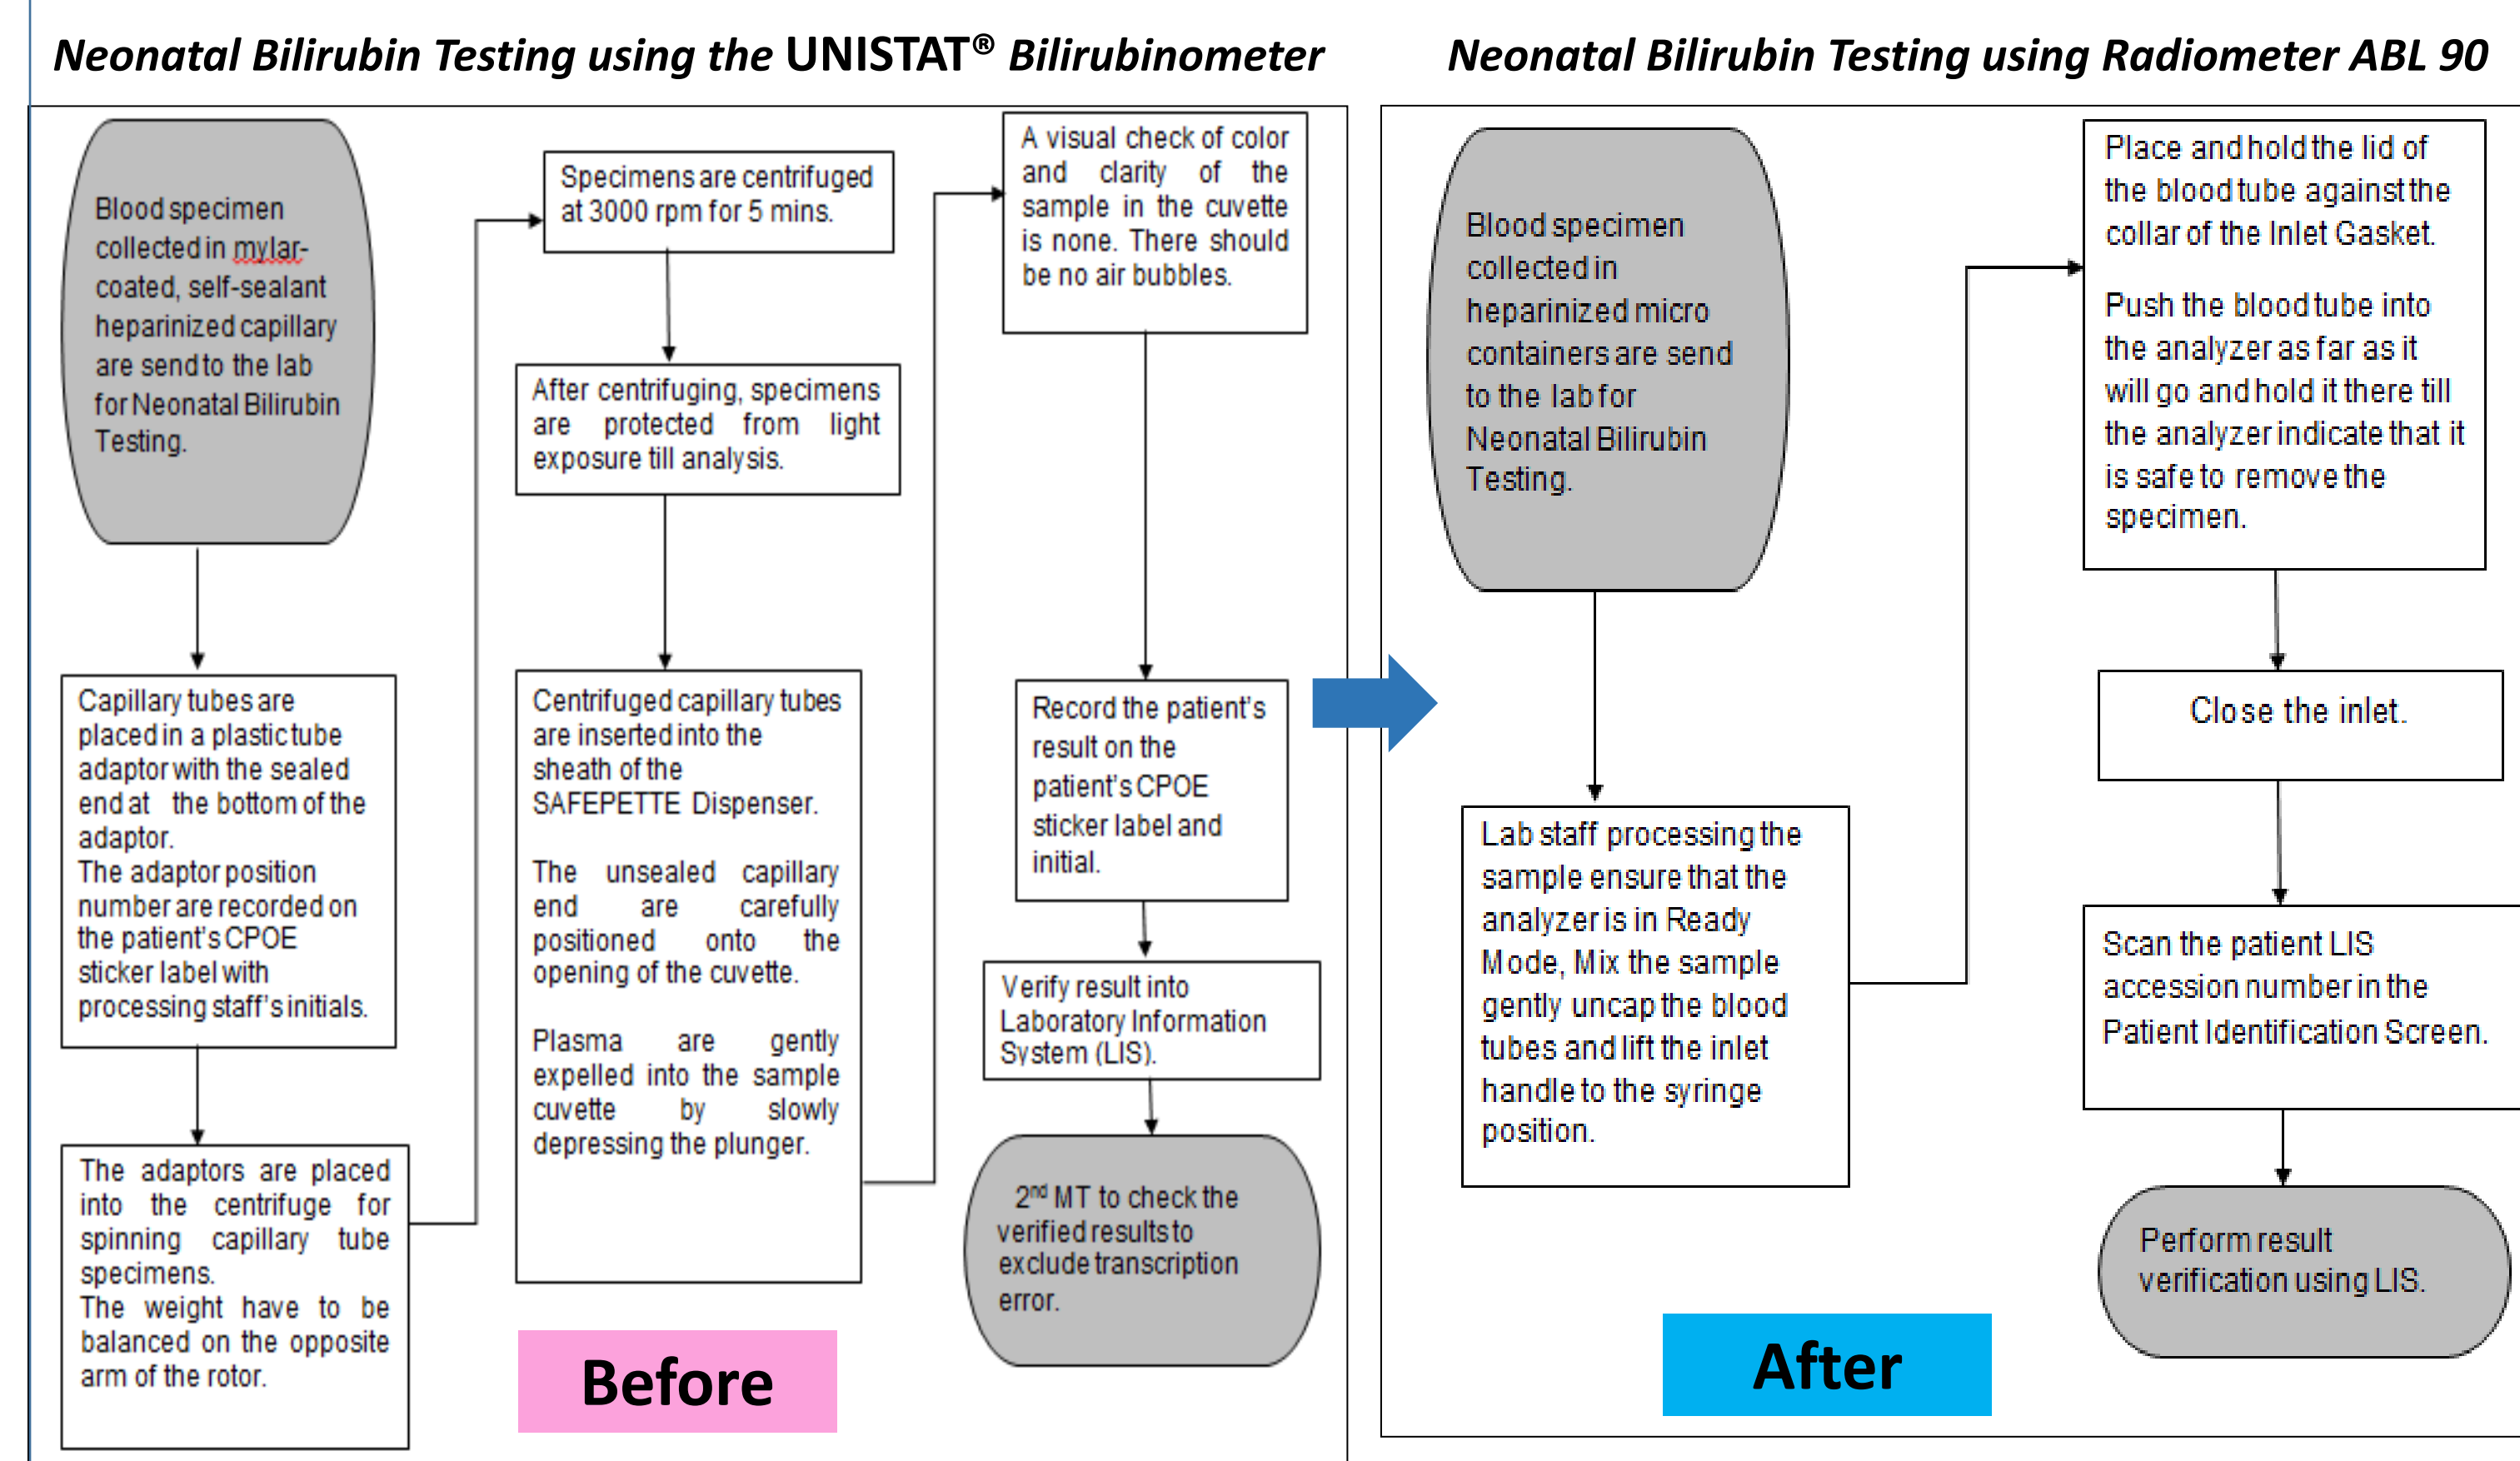 Neonatal Bilirubin Testing using the UNISTAT® Bilirubinometer
Blood specimen
collected in mylar-
coated, self-sealant
heparinized capillary
are send to the lab
for Neonatal Bilirubin
Testing.
Capillary tubes are
placed in a plastic tube
adaptor with the sealed
end at the bottom of the
adaptor.
The adaptor position
number are recorded on
the patient's CPOE
sticker label with
processing staff's initials.
The adaptors are placed
into the centrifuge for
spinning capillary tube
specimens.
The weight have to be
balanced on the opposite
arm of the rotor.
Specimens are centrifuged
at 3000 rpm for 5 mins.
After centrifuging, specimens
are protected from light
exposure till analysis.
Centrifuged capillary tubes
are inserted into the
sheath of the
SAFEPETTE Dispenser.
The unsealed capillary
end are carefully
positioned onto the
opening of the cuvette.
Plasma are gently
expelled into the sample
cuvette by slowly
depressing the plunger.
A visual check of color
and clarity of the
sample in the cuvette
is none. There should
be no air bubbles.
Record the patient's
result on the
patient's CPOE
sticker label and
initial.
Verify result into
Laboratory Information
System (LIS).
2nd MT to check the
verified results to
exclude transcription
error.
Before
Neonatal Bilirubin Testing using Radiometer ABL 90
Blood specimen
collected in
heparinized micro
containers are send
to the lab for
Neonatal Bilirubin
Testing.
Lab staff processing the
sample ensure that the
analyzer is in Ready
Mode, Mix the sample
gently uncap the blood
tubes and lift the inlet
handle to the syringe
position.
Place and hold the lid of
the blood tube against the
collar of the Inlet Gasket.
Push the blood tube into
the analyzer as far as it
will go and hold it there till
the analyzer indicate that it
is safe to remove the
specimen.
Close the inlet.
Scan the patient LIS
accession number in the
Patient Identification Screen.
Perform result
verification using LIS.
After